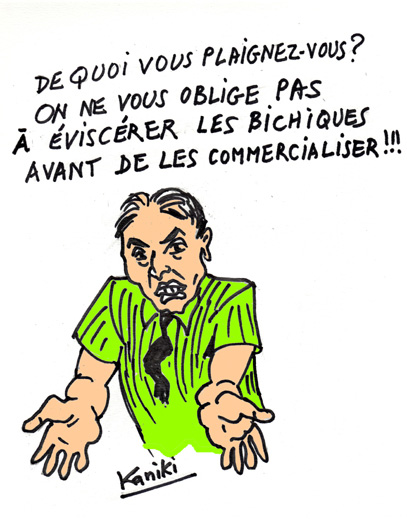 DE QUOI VOUS PLAIGNEZ-VOUS?
ON NE VOUS OBLIGE PAS
À ÉVISCÉRER LES BICHIQUES
AVANT DE LES COMMERCIALISER!!!
Kaniki